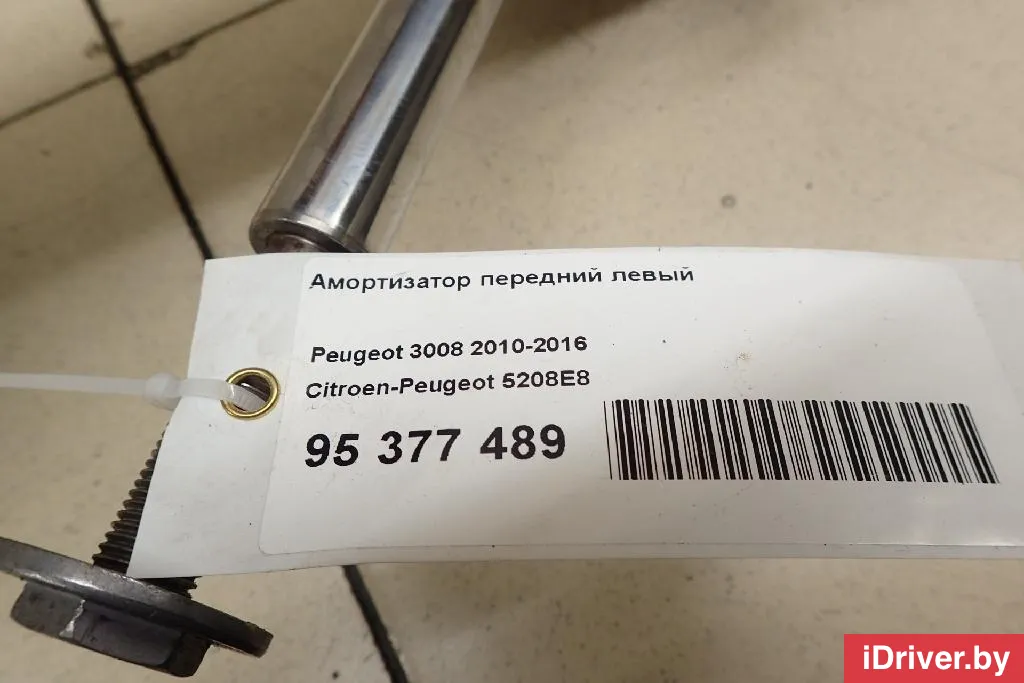 Амортизатор передний левый
Peugeot 3008 2010-2016
Citroen-Peugeot 5208E8
95 377 489
iDriver.by